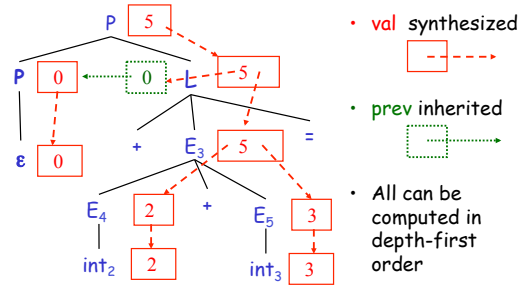 P 5
• val synthesized
P 0 0 L 5
• prev inherited
ε 0 + E3 5 =
• All can be
computed in
depth-first
order
E4 2 + E5 3
int2 2 int3 3